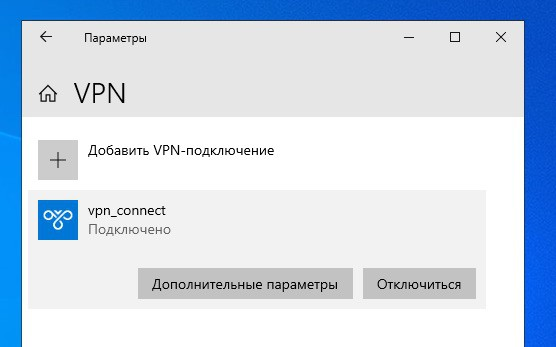 Параметры
VPN
Добавить VPN-подключение
vpn_connect
Подключено
Дополнительные параметры
Отключиться